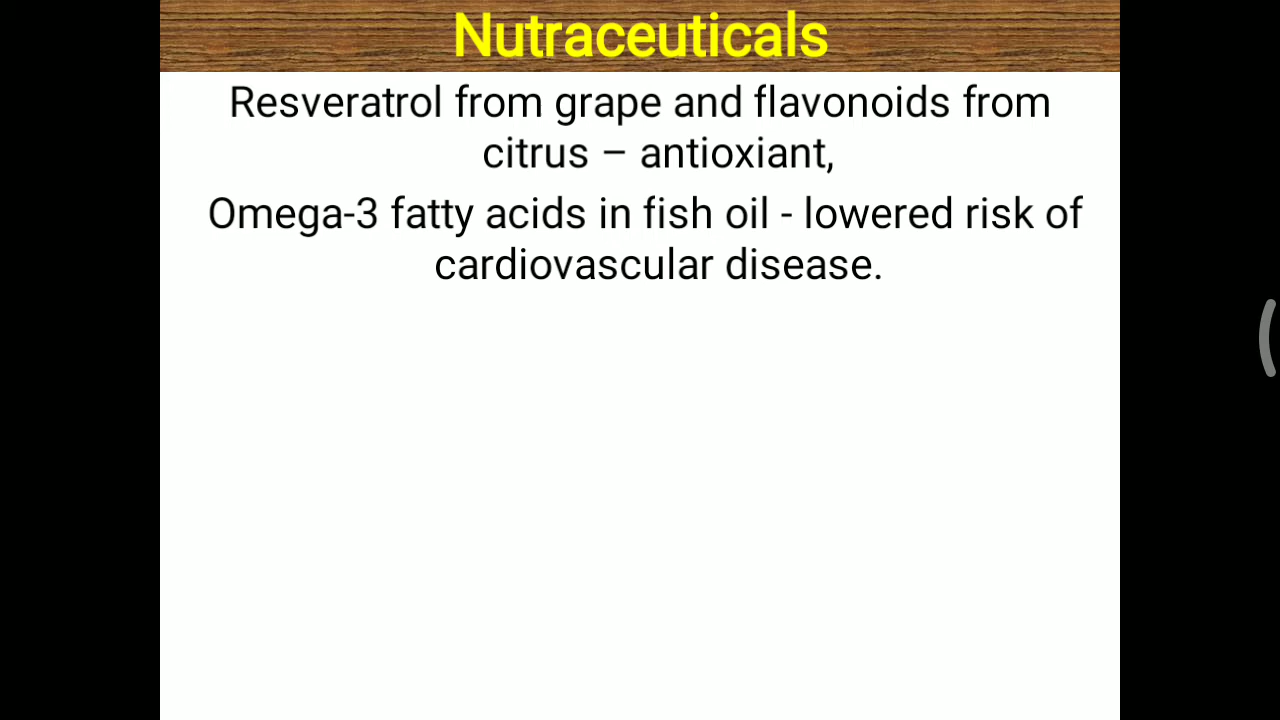 Nutraceuticals
Resveratrol from grape and flavonoids from
citrus – antioxiant,
Omega-3 fatty acids in fish oil - lowered risk of
cardiovascular disease.